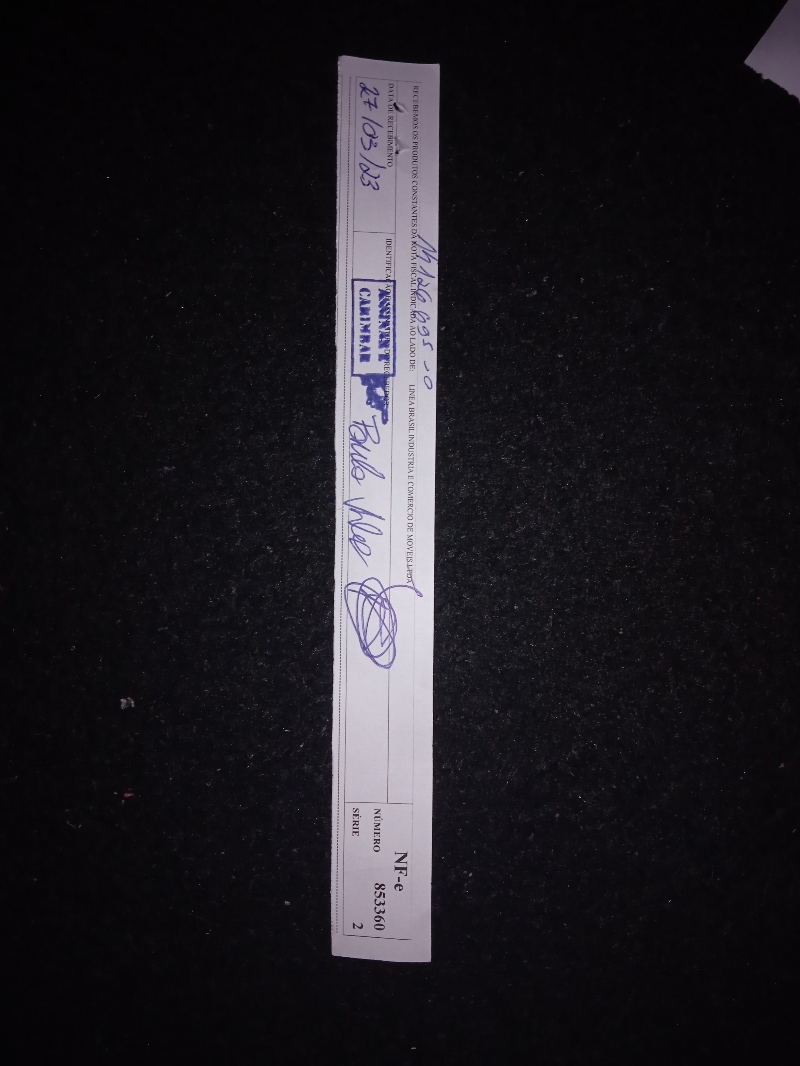 RECEBEMOS OS PRODUTOS CONSTANTES DA NOTA FISCAL INDICADA AO LADO DE: LINEA BRASIL INDUSTRIA E COMERCIO DE MOVEIS LTDA
DATA DE RECEBIMENTO
27/03/23
IDENTIFICAÇÃO
CARIMBAR
NF-e
NÚMERO 853360
SÉRIE 2